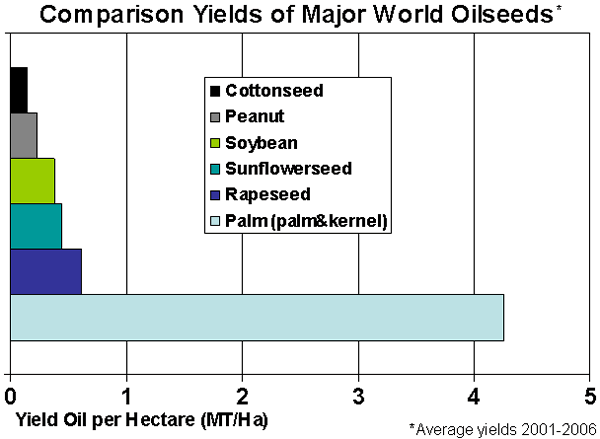 Comparison Yields of Major World Oilseeds*
Cottonseed
Peanut
Soybean
Sunflowerseed
Rapeseed
Palm (palm&kernel)
0 1 2 3 4 5
Yield Oil per Hectare (MT/Ha)
*Average yields 2001-2006